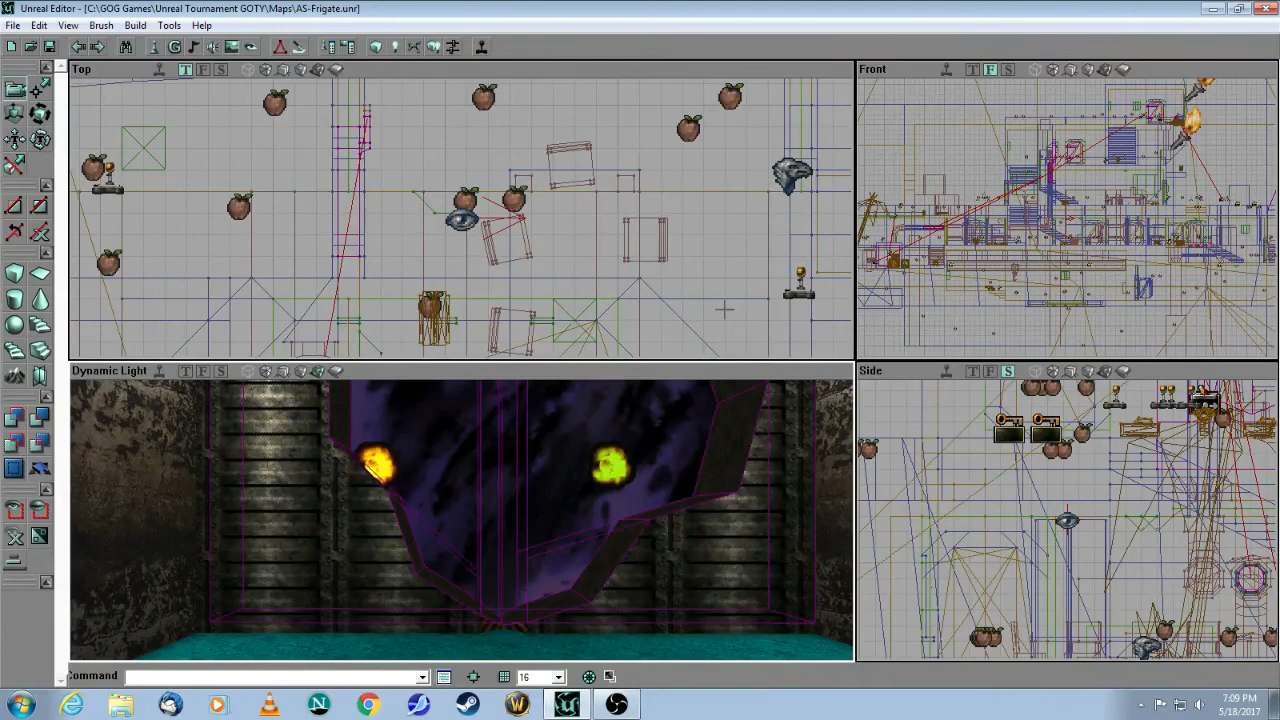 Unreal Editor - [C:\GOG Games\Unreal Tournament GOTY\Maps\AS-Frigate.unr]
File Edit View Brush Build Tools Help
Top T F S
Front T F S
Dynamic Light T F S
Side T F S
Command 16
7:09 PM
5/18/2017